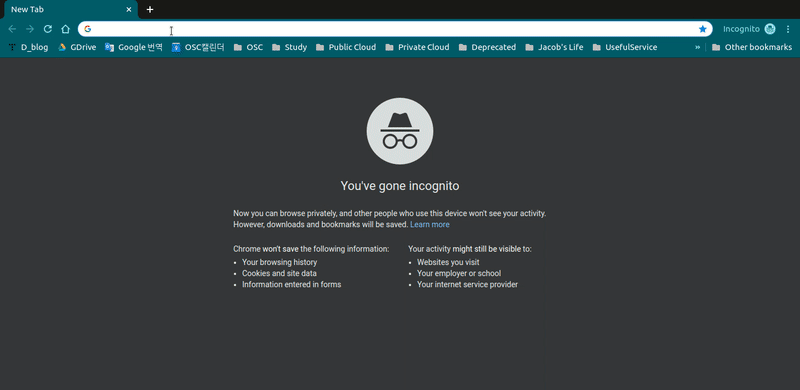 New Tab
Incognito
D_blog GDrive Google 번역 OSC캘린더 OSC Study Public Cloud Private Cloud Deprecated Jacob's Life UsefulService » Other bookmarks
You've gone incognito
Now you can browse privately, and other people who use this device won't see your activity.
However, downloads and bookmarks will be saved. Learn more
Chrome won't save the following information:
• Your browsing history
• Cookies and site data
• Information entered in forms
Your activity might still be visible to:
• Websites you visit
• Your employer or school
• Your internet service provider